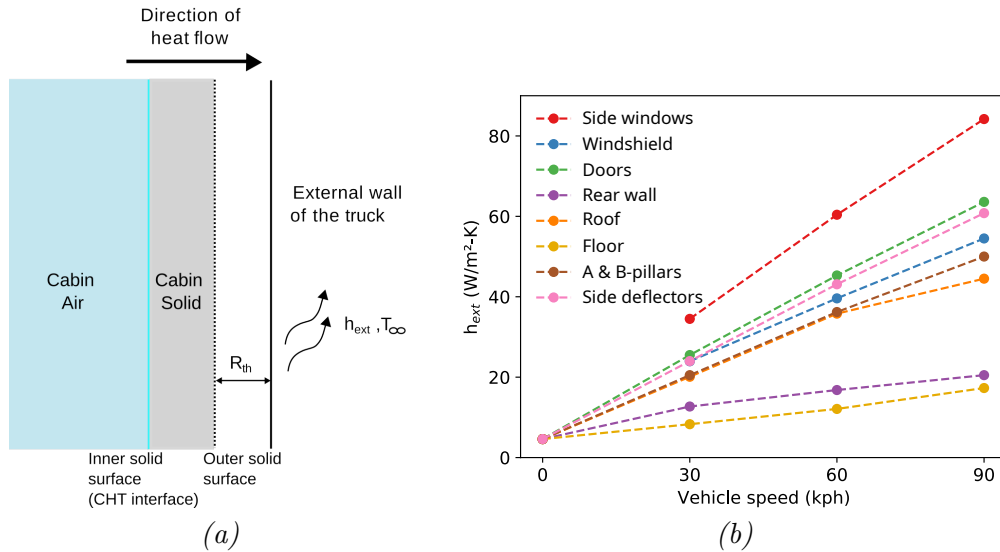 Direction of
heat flow
Cabin
Air
Cabin
Solid
External wall
of the truck
h_ext ,T_∞
R_th
Inner solid
surface
(CHT interface)
Outer solid
surface
(a)
h_ext (W/m²-K)
80
60
40
20
0
Side windows
Windshield
Doors
Rear wall
Roof
Floor
A & B-pillars
Side deflectors
0 30 60 90
Vehicle speed (kph)
(b)